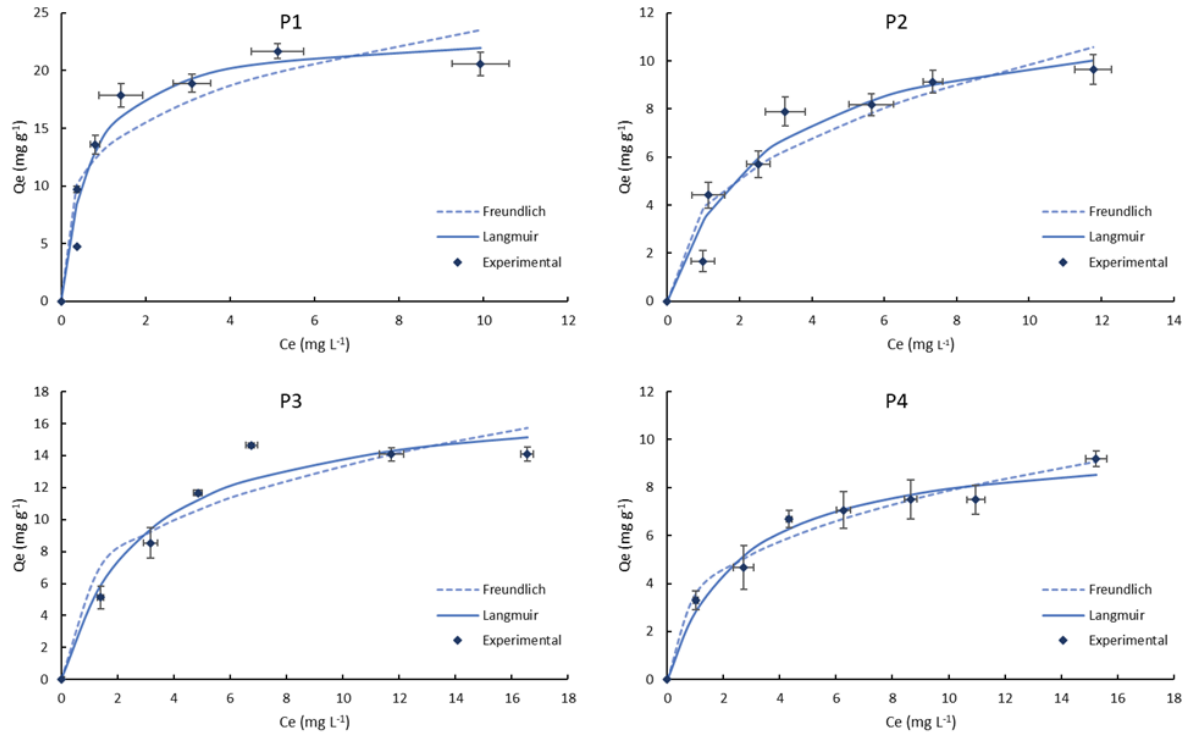 P1
25
20
15
10
5
0
Qe (mg g⁻¹)
0 2 4 6 8 10 12
Ce (mg L⁻¹)
Freundlich
Langmuir
Experimental
P2
12
10
8
6
4
2
0
Qe (mg g⁻¹)
0 2 4 6 8 10 12 14
Ce (mg L⁻¹)
Freundlich
Langmuir
Experimental
P3
18
16
14
12
10
8
6
4
2
0
Qe (mg g⁻¹)
0 2 4 6 8 10 12 14 16 18
Ce (mg L⁻¹)
Freundlich
Langmuir
Experimental
P4
12
10
8
6
4
2
0
Qe (mg g⁻¹)
0 2 4 6 8 10 12 14 16 18
Ce (mg L⁻¹)
Freundlich
Langmuir
Experimental